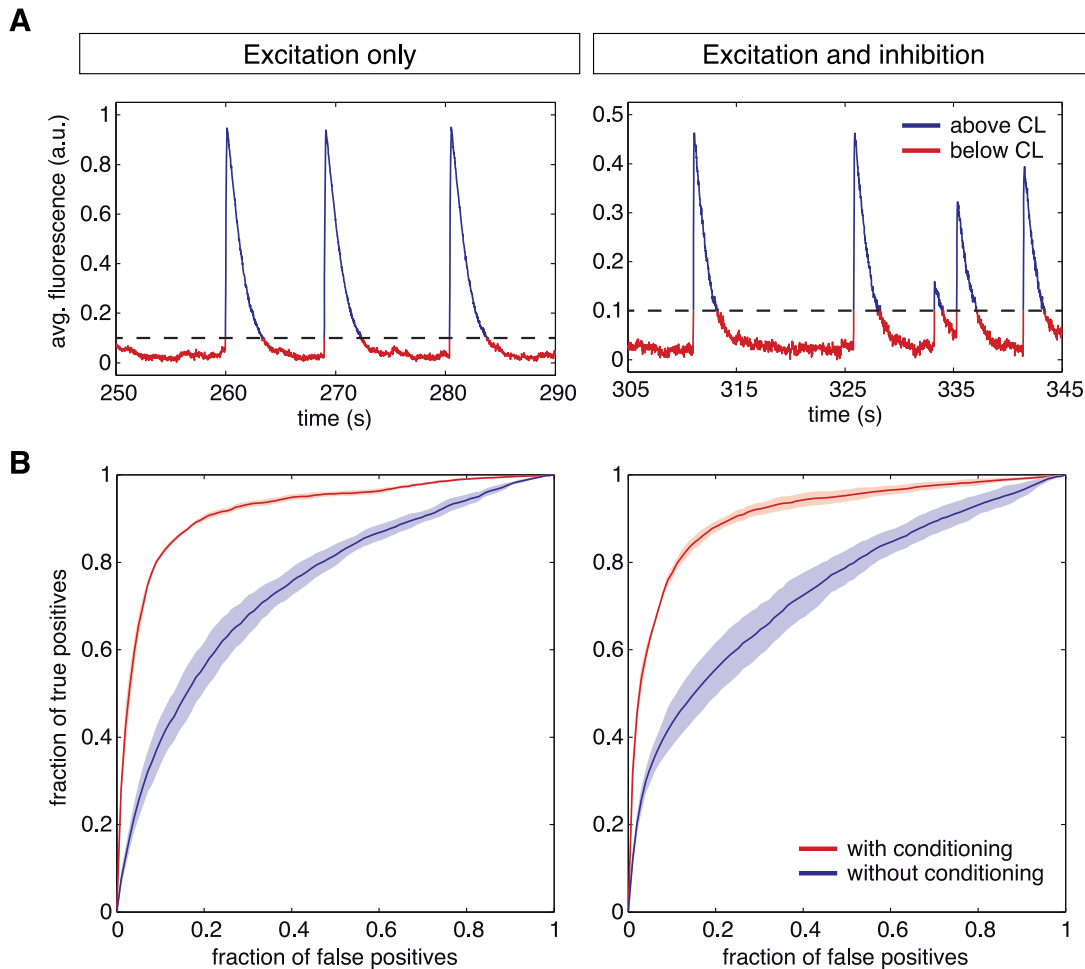 A
Excitation only
Excitation and inhibition
avg. fluorescence (a.u.)
1
0.8
0.6
0.4
0.2
0
250 260 270 280 290
time (s)
0.5
0.4
0.3
0.2
0.1
0
305 315 325 335 345
time (s)
above CL
below CL
B
fraction of true positives
1
0.8
0.6
0.4
0.2
0
0 0.2 0.4 0.6 0.8 1
fraction of false positives
1
0.8
0.6
0.4
0.2
0
0 0.2 0.4 0.6 0.8 1
fraction of false positives
with conditioning
without conditioning